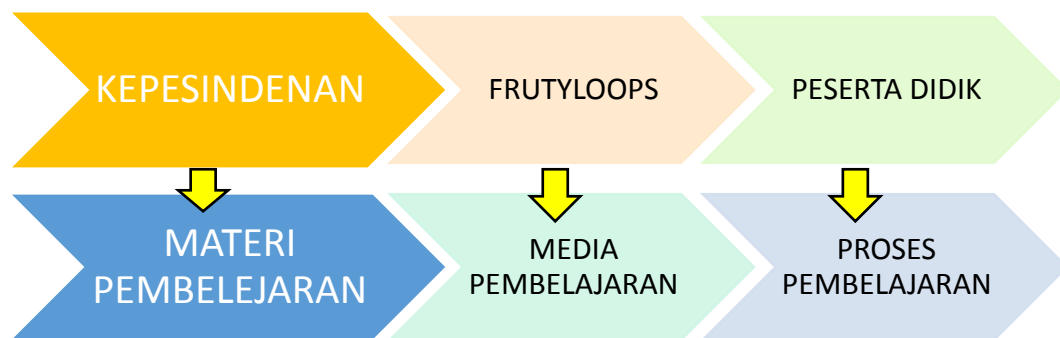 KEPESINDENAN
FRUTYLOOPS
PESERTA DIDIK
MATERI
PEMBELEJARAN
MEDIA
PEMBELAJARAN
PROSES
PEMBELAJARAN